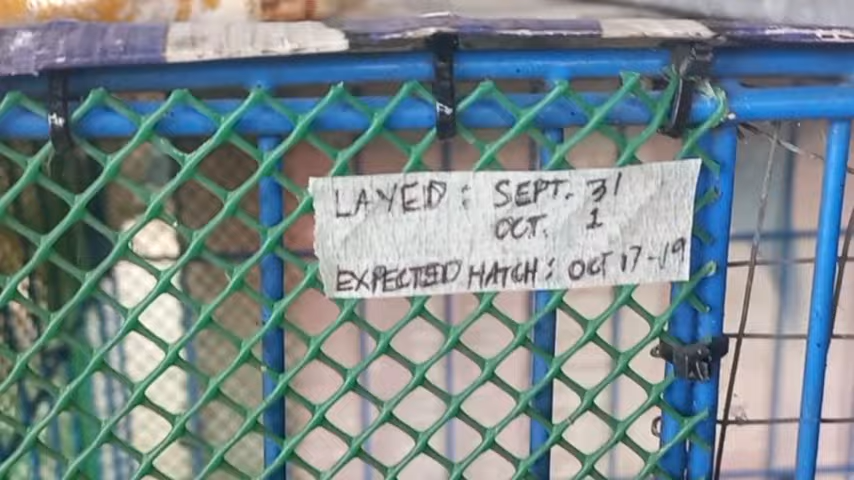 LAYED: SEPT. 31
OCT. 1
EXPECTED HATCH: OCT 17-19